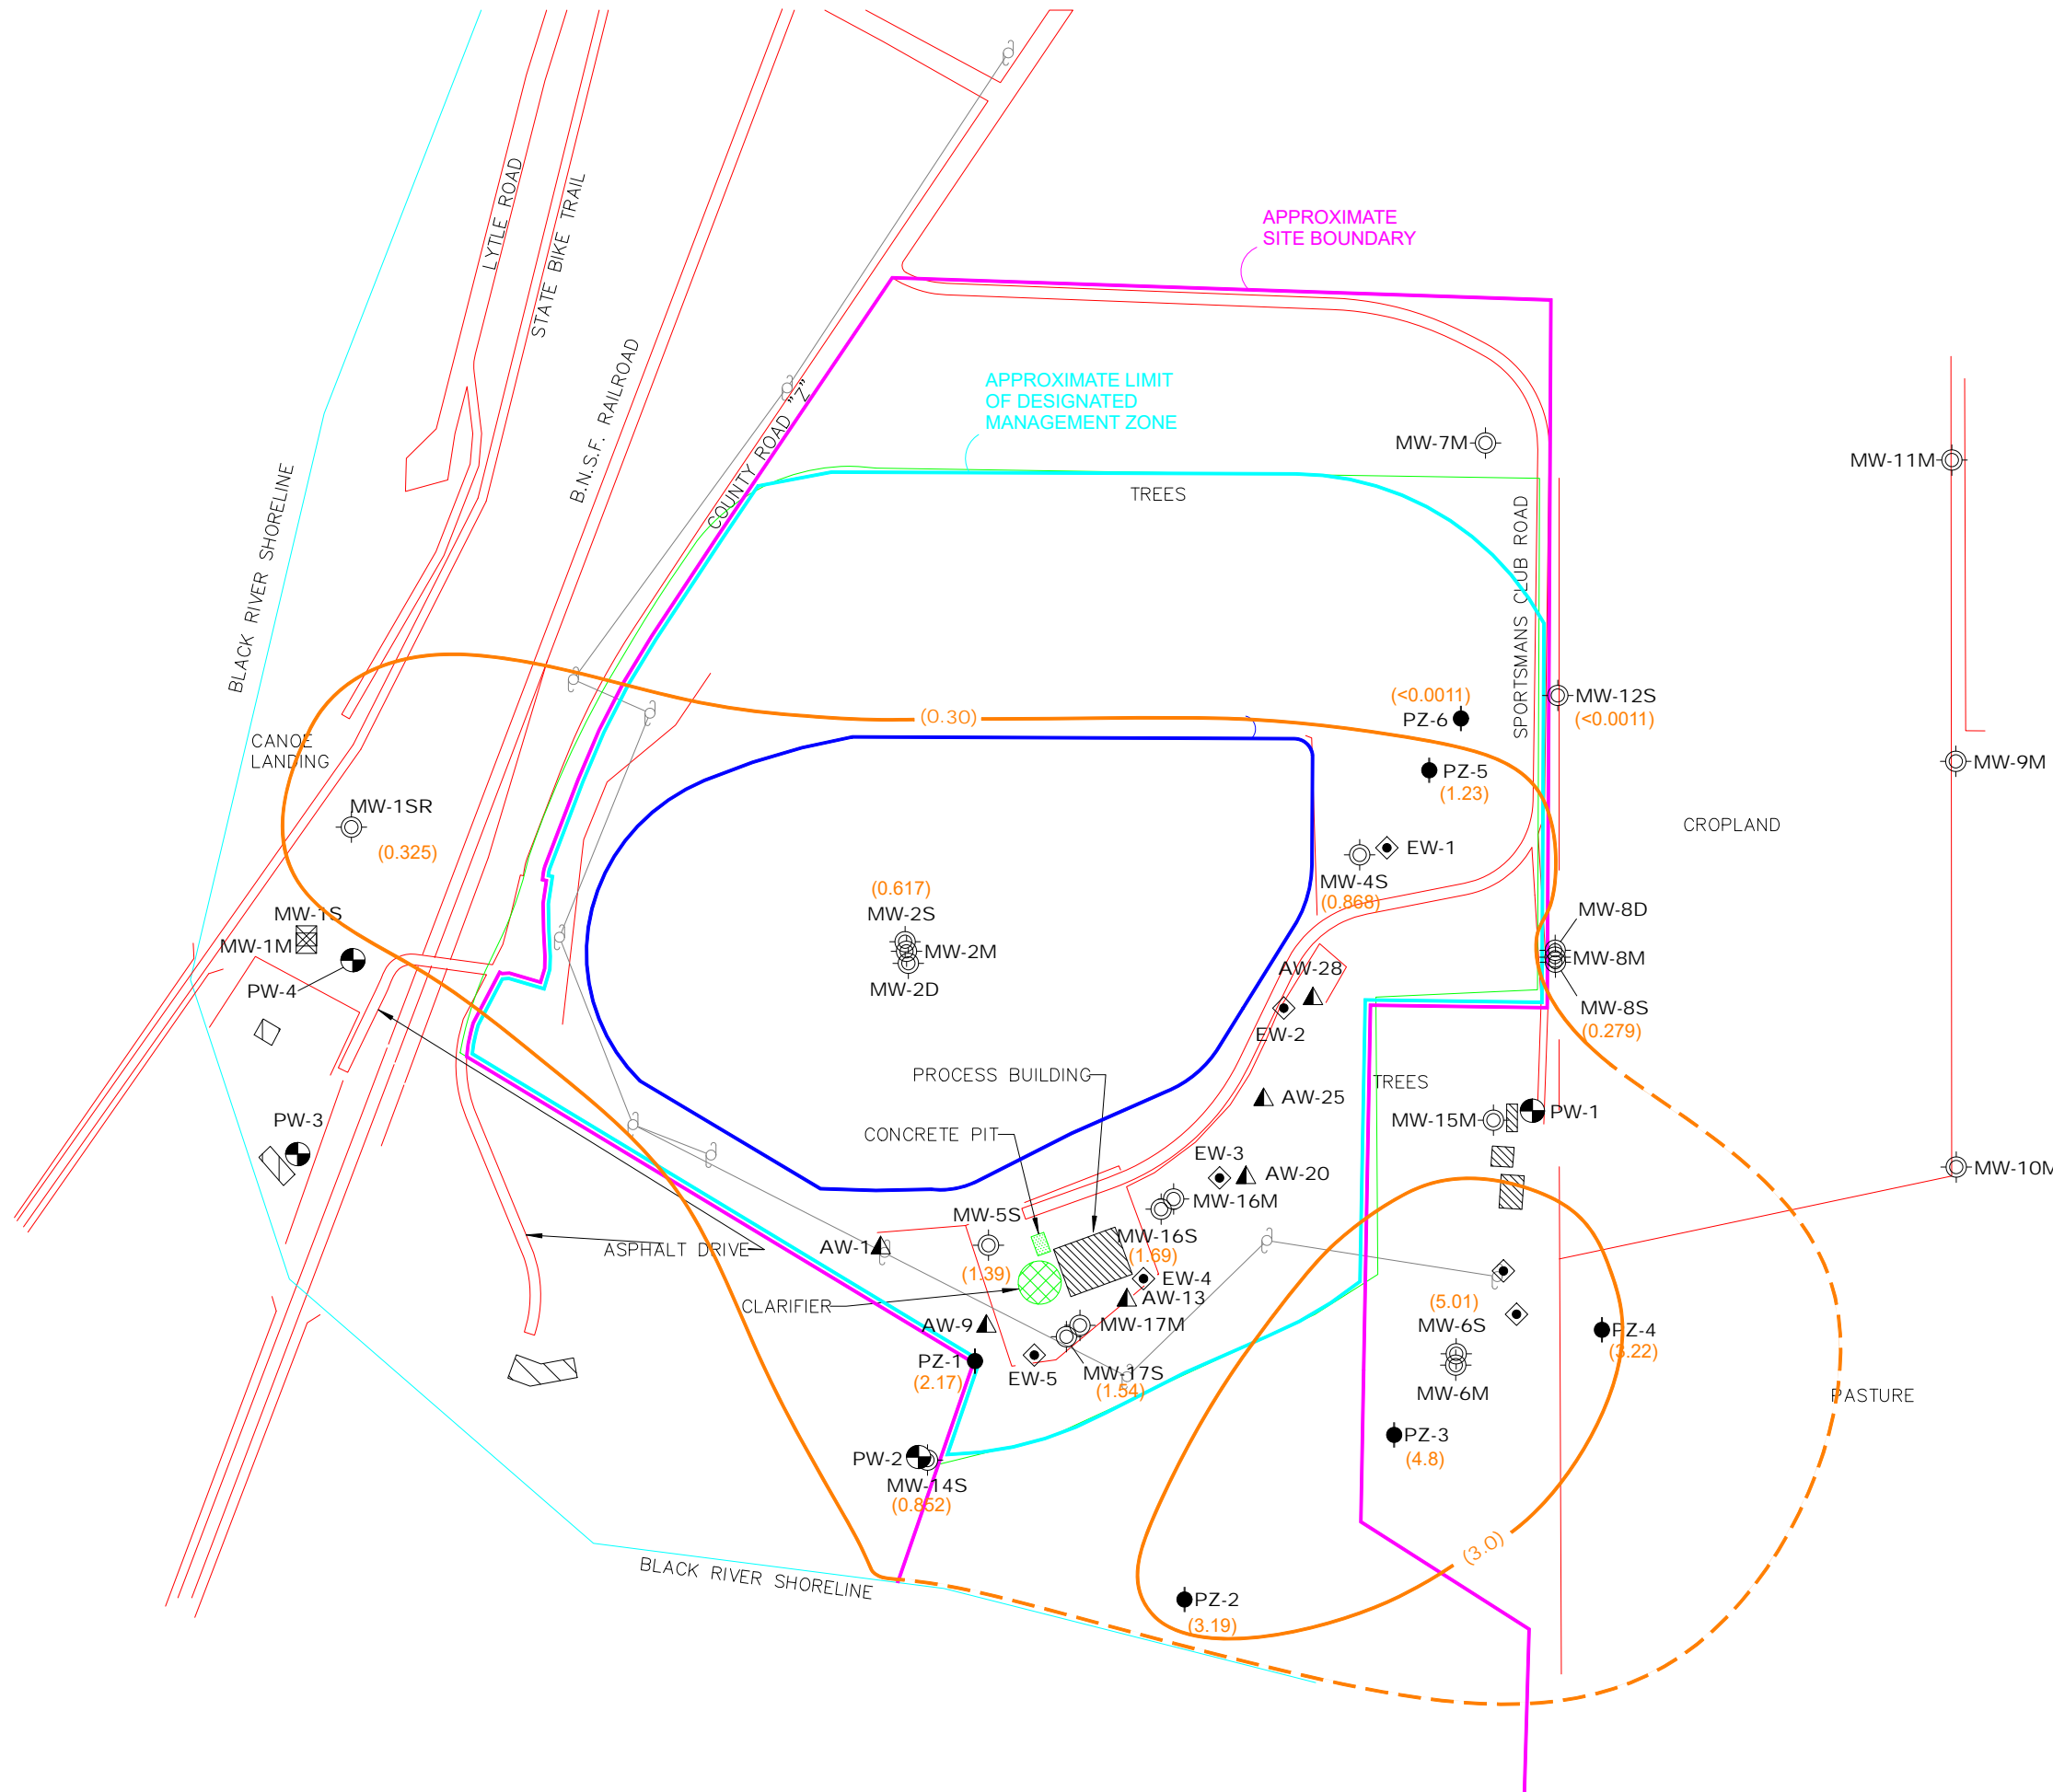 APPROXIMATE
SITE BOUNDARY
LYTLE ROAD
STATE BIKE TRAIL
B.N.S.F. RAILROAD
COUNTY ROAD "Z"
APPROXIMATE LIMIT
OF DESIGNATED
MANAGEMENT ZONE
MW-7M
MW-11M
TREES
SPORTSMANS CLUB ROAD
BLACK RIVER SHORELINE
(<0.0011)
PZ-6
MW-12S
(<0.0011)
(0.30)
CANOE
LANDING
MW-9M
PZ-5
(1.23)
MW-1SR
(0.325)
CROPLAND
EW-1
MW-4S
(0.868)
(0.617)
MW-2S
MW-2M
MW-2D
MW-1S
MW-1M
PW-4
MW-8D
MW-8M
MW-8S
(0.279)
AW-28
EW-2
PROCESS BUILDING
TREES
AW-25
PW-3
CONCRETE PIT
MW-15M
PW-1
EW-3
AW-20
MW-10M
MW-16M
MW-5S
(1.39)
MW-16S
(1.69)
AW-1
ASPHALT DRIVE
EW-4
AW-13
CLARIFIER
AW-9
MW-17M
PZ-1
(2.17)
EW-5
MW-17S
(1.54)
(5.01)
MW-6S
MW-6M
PZ-4
(3.22)
PASTURE
PZ-3
(4.8)
PW-2
MW-14S
(0.852)
(3.0)
BLACK RIVER SHORELINE
PZ-2
(3.19)